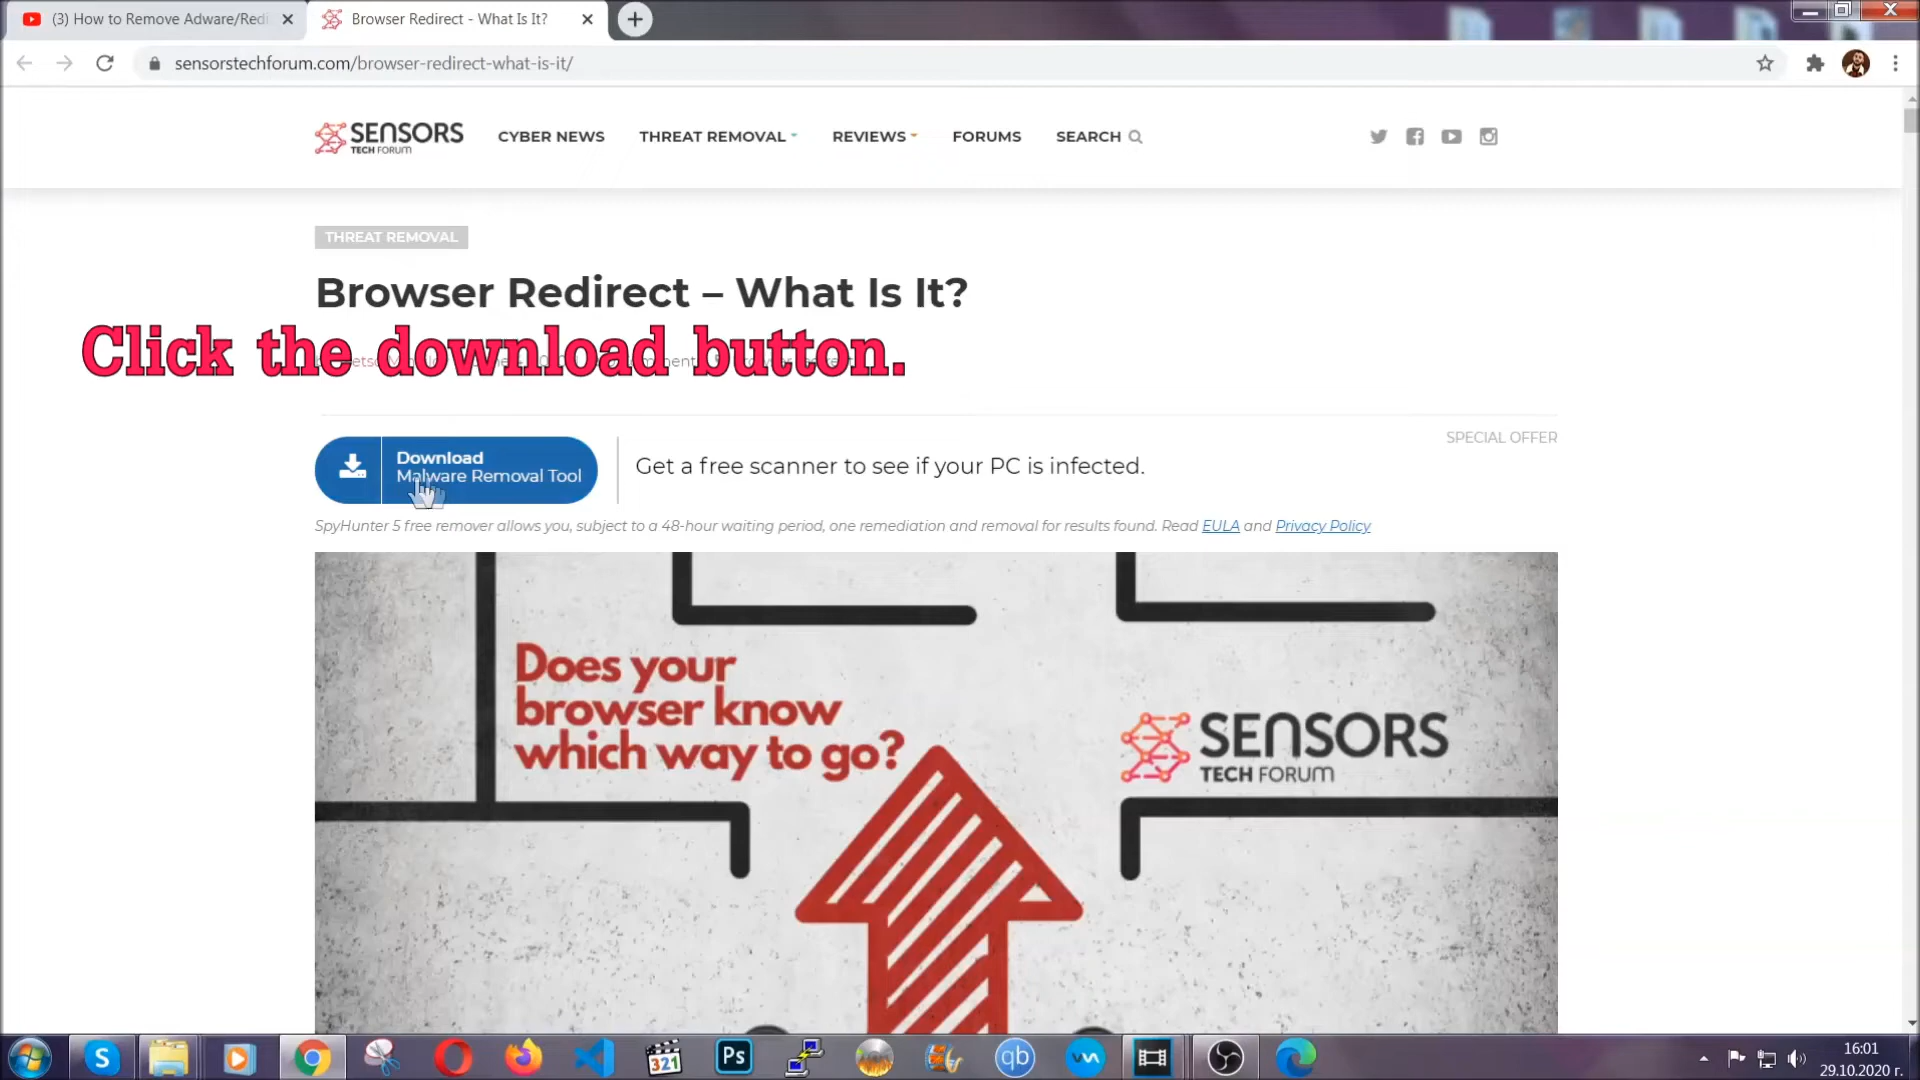 (3) How to Remove Adware/Redi
Browser Redirect - What Is It?
sensorstechforum.com/browser-redirect-what-is-it/
SENSORS
TECH FORUM
CYBER NEWS
THREAT REMOVAL
REVIEWS
FORUMS
SEARCH
THREAT REMOVAL
Browser Redirect – What Is It?
Click the download button.
SPECIAL OFFER
Download
Malware Removal Tool
Get a free scanner to see if your PC is infected.
SpyHunter 5 free remover allows you, subject to a 48-hour waiting period, one remediation and removal for results found. Read EULA and Privacy Policy
Does your
browser know
which way to go?
SENSORS
TECH FORUM
S
321
Ps
qb
16:01
29.10.2020 г.